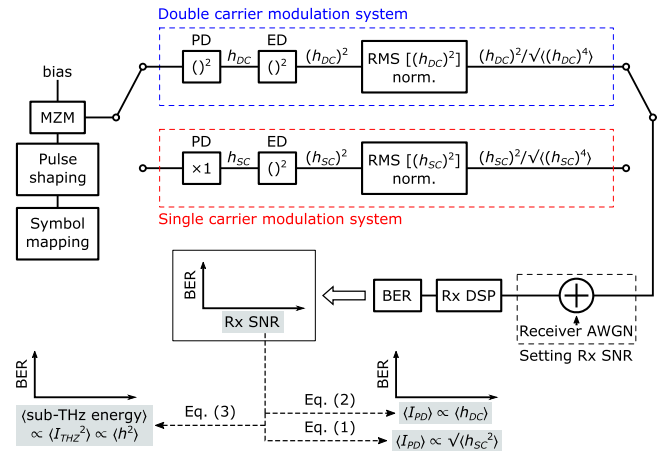 Double carrier modulation system
PD
h_DC
ED
(h_DC)²
(h_DC)²/√⟨(h_DC)⁴⟩
()²
()²
RMS [(h_DC)²]
norm.
bias
MZM
Pulse
shaping
Symbol
mapping
PD
h_SC
ED
(h_SC)²
(h_SC)²/√⟨(h_SC)⁴⟩
×1
()²
RMS [(h_SC)²]
norm.
Single carrier modulation system
BER
Rx SNR
BER
Rx DSP
Receiver AWGN
Setting Rx SNR
BER
⟨sub-THz energy⟩
∝ ⟨I_THZ²⟩ ∝ ⟨h²⟩
Eq. (3)
Eq. (2)
Eq. (1)
BER
⟨I_PD⟩ ∝ ⟨h_DC⟩
⟨I_PD⟩ ∝ √⟨h_SC²⟩